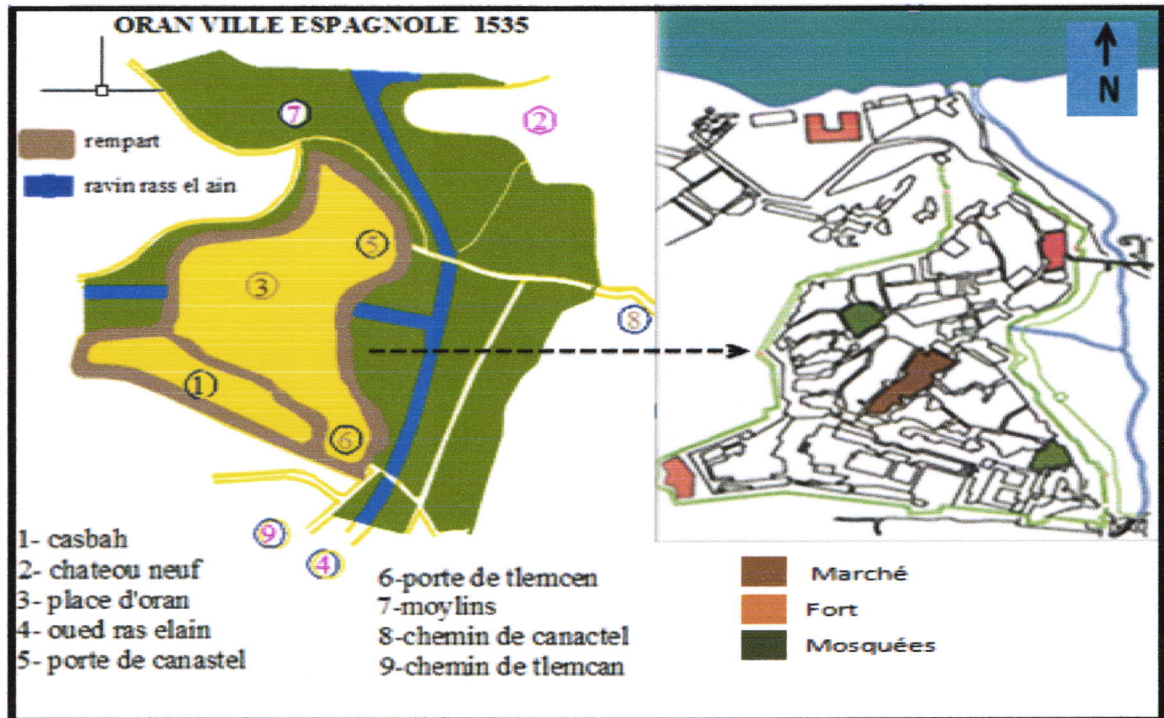 ORAN VILLE ESPAGNOLE 1535
rempart
ravin rass el ain
7
2
5
3
8
1
6
9
4
N
1- casbah
2- chateou neuf
3- place d'oran
4- oued ras elain
5- porte de canastel
6-porte de tlemcen
7-moylins
8-chemin de canactel
9-chemin de tlemcan
Marché
Fort
Mosquées